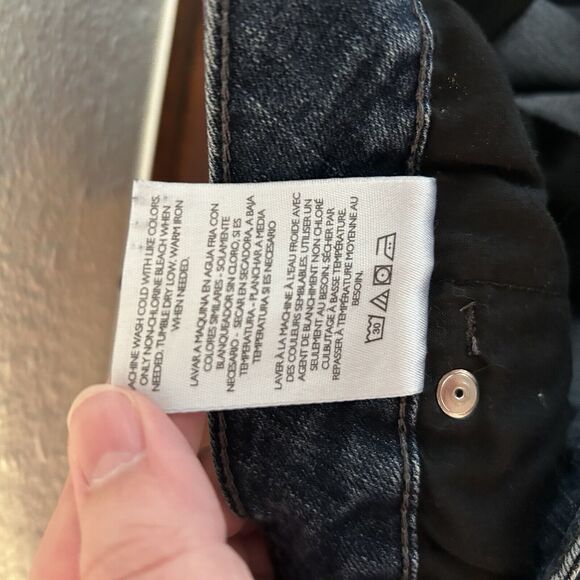 MACHINE WASH COLD WITH LIKE COLORS.
ONLY NON-CHLORINE BLEACH WHEN
NEEDED. TUMBLE DRY LOW. WARM IRON
WHEN NEEDED.
LAVAR A MAQUINA EN AGUA FRIA CON
COLORES SIMILARES - SOLAMENTE
BLANQUEADOR SIN CLORO, SI ES
NECESARIO - SECAR EN SECADORA, A BAJA
TEMPERATURA - PLANCHAR A MEDIA
TEMPERATURA SI ES NECESARIO
LAVER À LA MACHINE À L'EAU FROIDE AVEC
DES COULEURS SEMBLABLES. UTILISER UN
AGENT DE BLANCHIMENT NON CHLORÉ
SEULEMENT AU BESOIN. SÉCHER PAR
CULBUTAGE À BASSE TEMPÉRATURE.
REPASSER À TEMPÉRATURE MOYENNE AU
BESOIN.
30